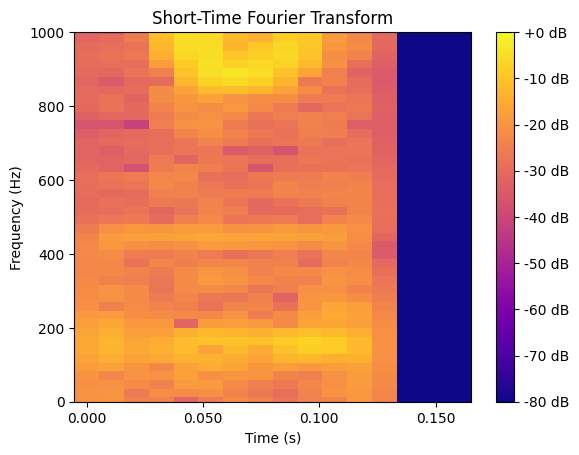 Short-Time Fourier Transform
Frequency (Hz)
1000
800
600
400
200
0
0.000
0.050
0.100
0.150
Time (s)
+0 dB
-10 dB
-20 dB
-30 dB
-40 dB
-50 dB
-60 dB
-70 dB
-80 dB